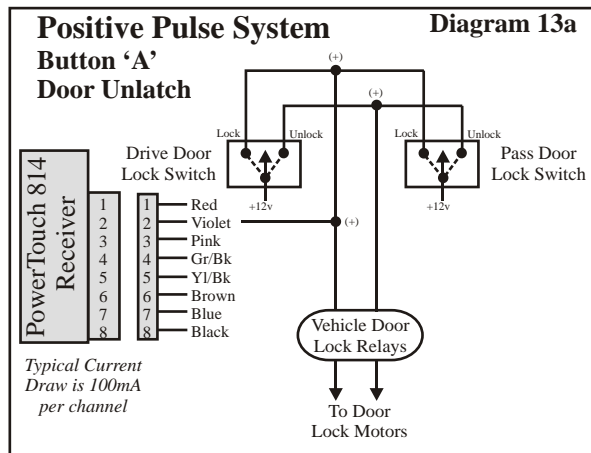 Positive Pulse System
Diagram 13a
Button ‘A’
Door Unlatch
(+)
(+)
Lock
Unlock
Lock
Unlock
Drive Door
Lock Switch
Pass Door
Lock Switch
+12v
+12v
PowerTouch 814
Receiver
1 1 Red
2 2 Violet
(+)
3 3 Pink
4 4 Gr/Bk
5 5 Yl/Bk
6 6 Brown
7 7 Blue
8 8 Black
Vehicle Door
Lock Relays
Typical Current
Draw is 100mA
per channel
To Door
Lock Motors